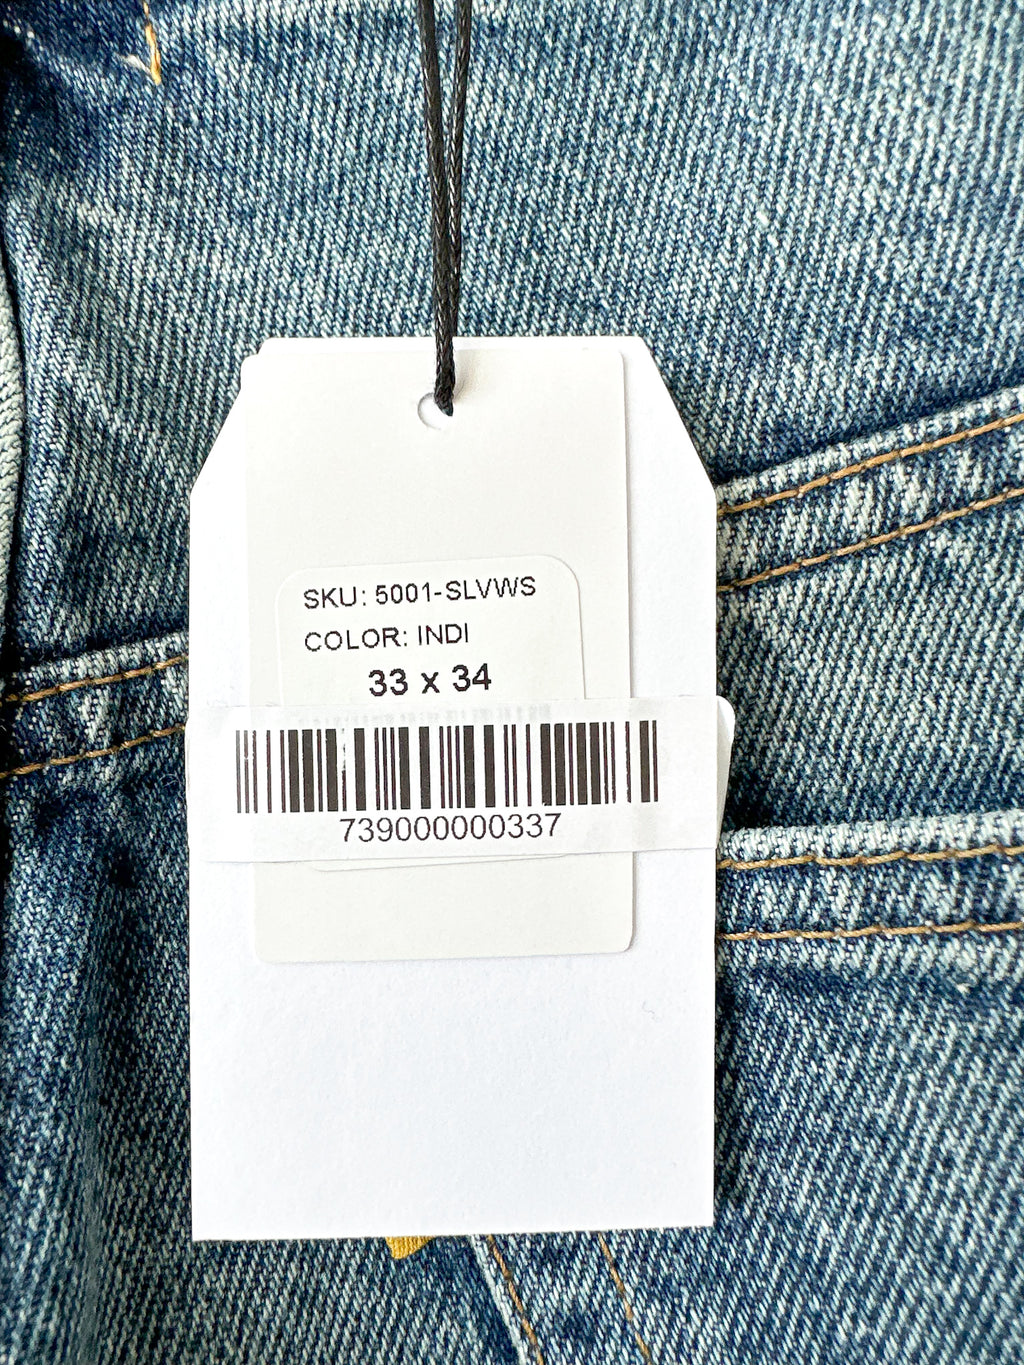 SKU: 5001-SLVWS
COLOR: INDI
33 x 34
739000000337